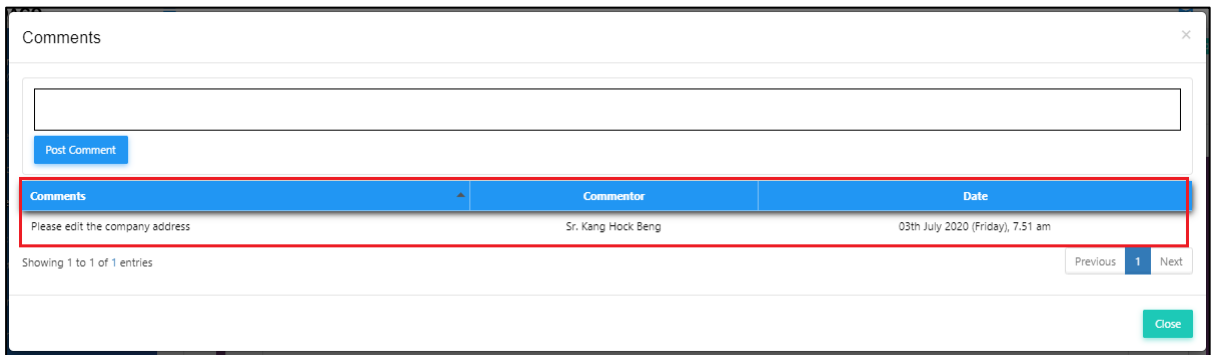 Comments
×
Post Comment
Comments Commentor Date
Please edit the company address Sr. Kang Hock Beng 03th July 2020 (Friday), 7.51 am
Showing 1 to 1 of 1 entries Previous 1 Next
Close